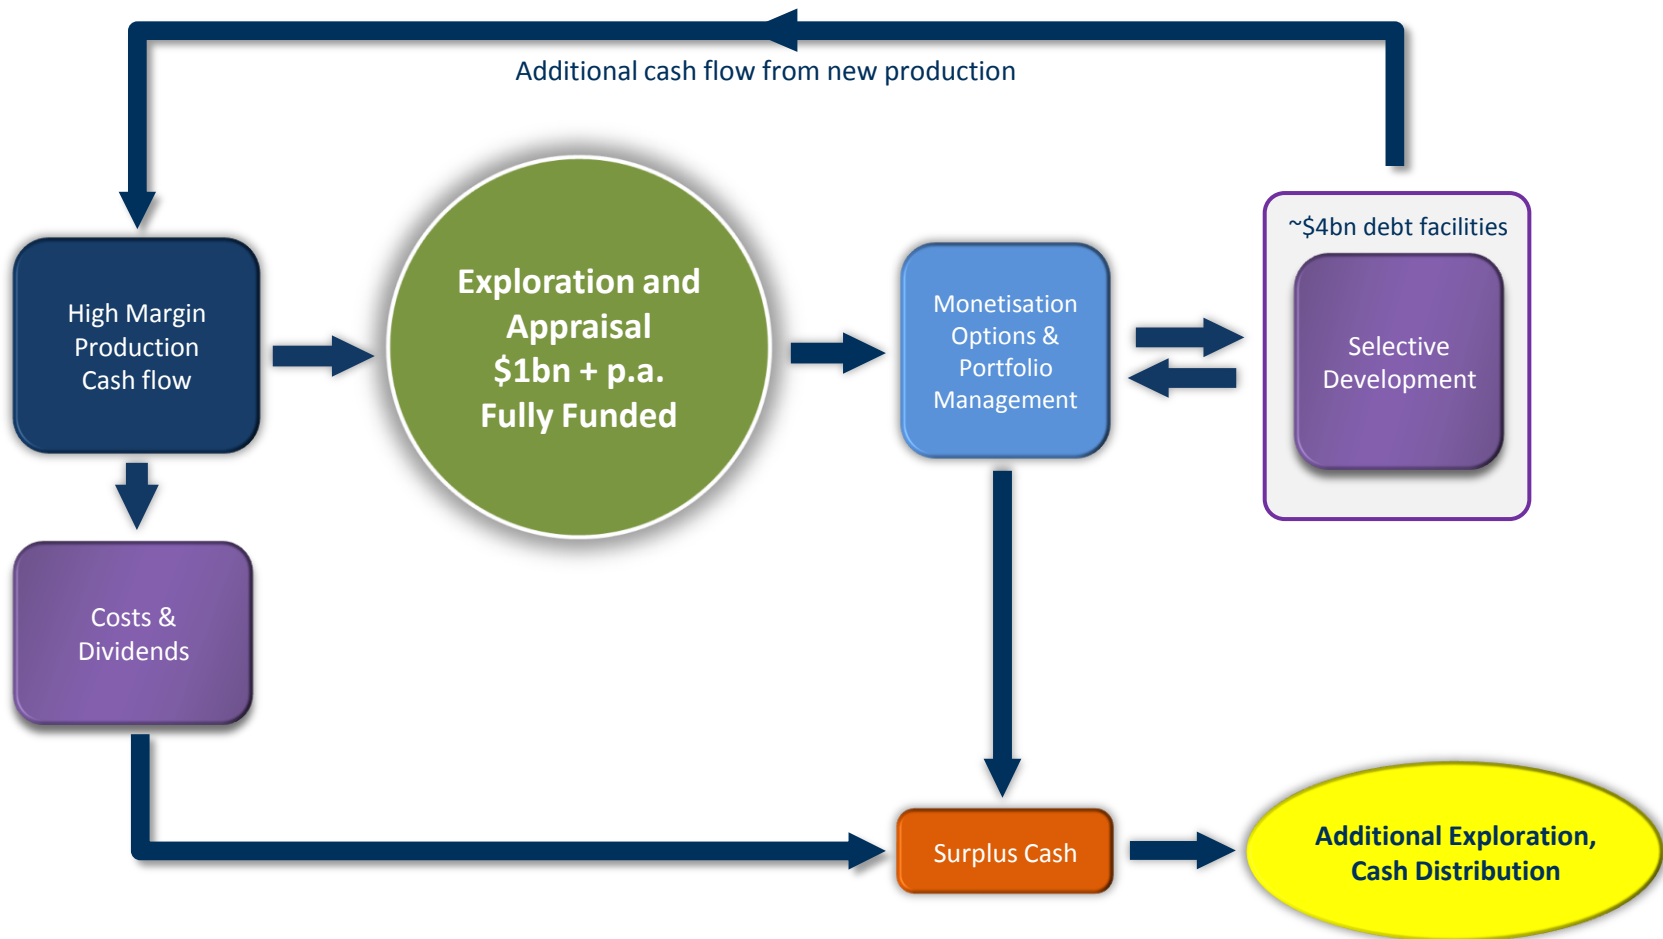 Additional cash flow from new production
High Margin
Production
Cash flow
Exploration and
Appraisal
$1bn + p.a.
Fully Funded
Monetisation
Options &
Portfolio
Management
~$4bn debt facilities
Selective
Development
Costs &
Dividends
Surplus Cash
Additional Exploration,
Cash Distribution